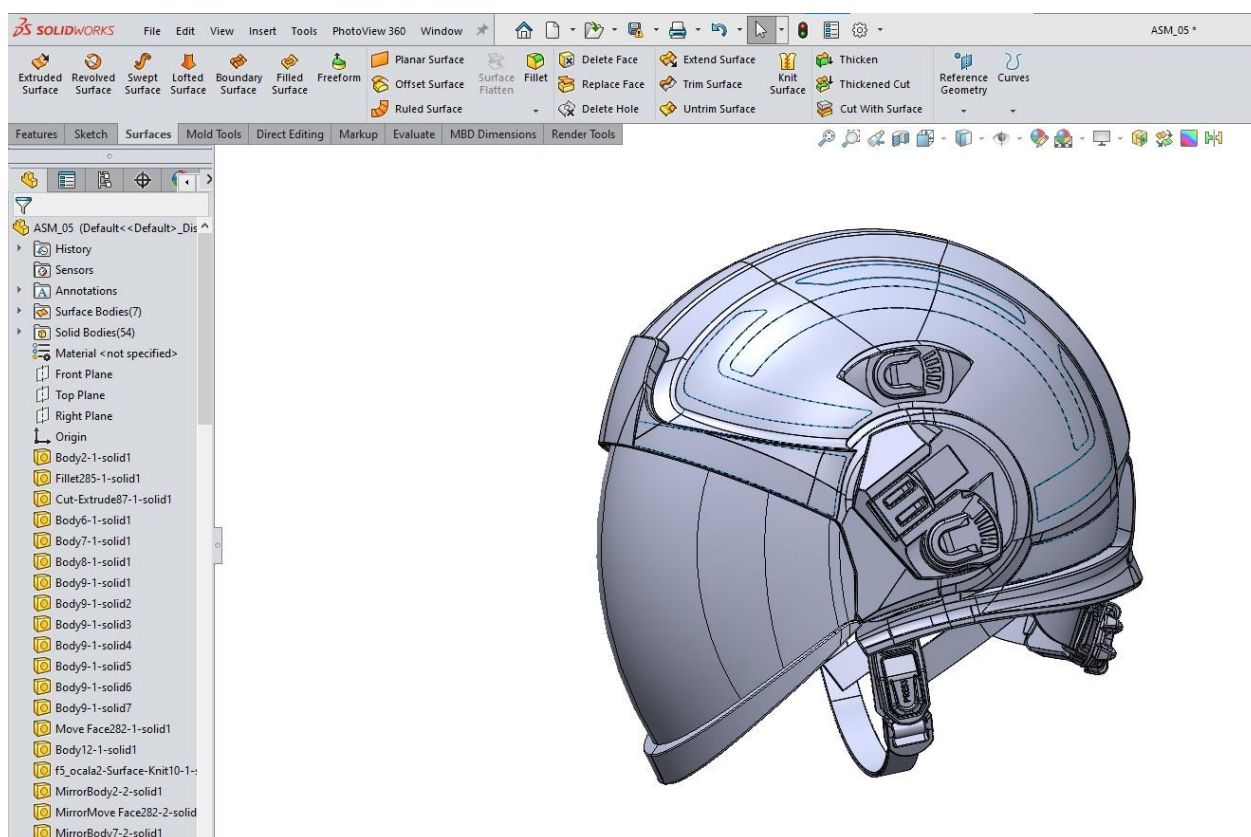 SOLIDWORKS File Edit View Insert Tools PhotoView 360 Window ASM_05 *
Extruded Surface
Revolved Surface
Swept Surface
Lofted Surface
Boundary Surface
Filled Surface
Freeform
Planar Surface
Offset Surface
Ruled Surface
Surface Flatten
Fillet
Delete Face
Replace Face
Delete Hole
Extend Surface
Trim Surface
Untrim Surface
Knit Surface
Thicken
Thickened Cut
Cut With Surface
Reference Geometry
Curves
Features Sketch Surfaces Mold Tools Direct Editing Markup Evaluate MBD Dimensions Render Tools
ASM_05 (Default<<Default>_Dis
History
Sensors
Annotations
Surface Bodies(7)
Solid Bodies(54)
Material <not specified>
Front Plane
Top Plane
Right Plane
Origin
Body2-1-solid1
Fillet285-1-solid1
Cut-Extrude87-1-solid1
Body6-1-solid1
Body7-1-solid1
Body8-1-solid1
Body9-1-solid1
Body9-1-solid2
Body9-1-solid3
Body9-1-solid4
Body9-1-solid5
Body9-1-solid6
Body9-1-solid7
Move Face282-1-solid1
Body12-1-solid1
f5_ocala2-Surface-Knit10-1-
MirrorBody2-2-solid1
MirrorMove Face282-2-solid
MirrorBody7-2-solid1
PRESS